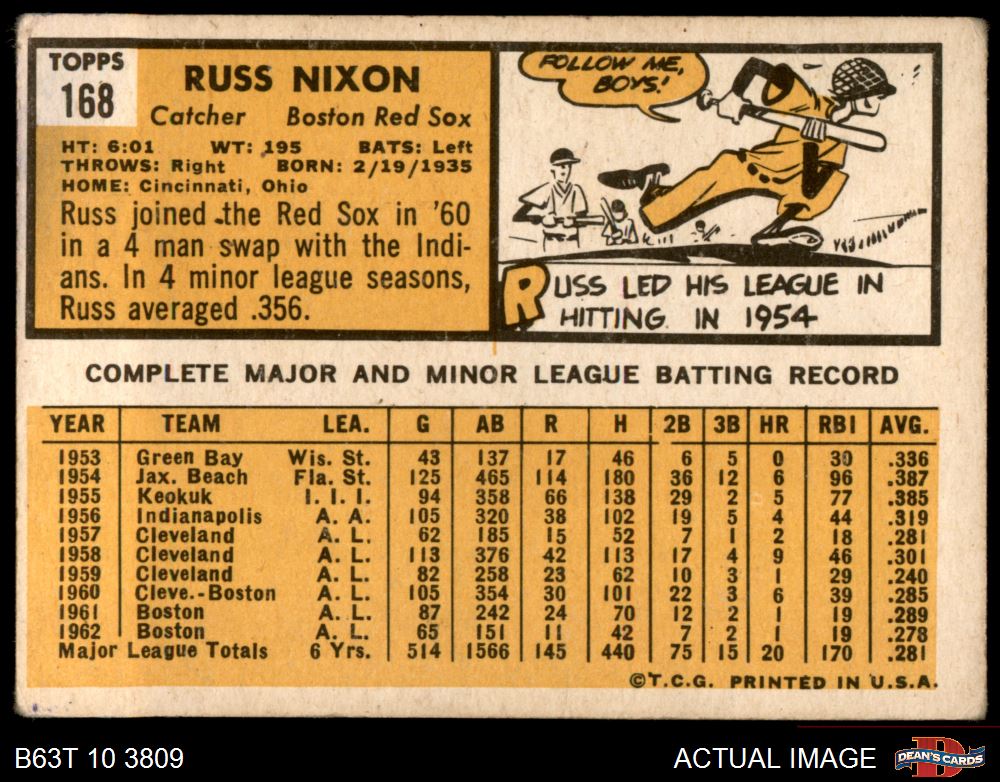 TOPPS
168
RUSS NIXON
Catcher Boston Red Sox
HT: 6:01 WT: 195 BATS: Left
THROWS: Right BORN: 2/19/1935
HOME: Cincinnati, Ohio
Russ joined the Red Sox in '60
in a 4 man swap with the Indi-
ans. In 4 minor league seasons,
Russ averaged .356.
FOLLOW ME,
BOYS!
RUSS LED HIS LEAGUE IN
HITTING IN 1954
COMPLETE MAJOR AND MINOR LEAGUE BATTING RECORD
YEAR TEAM LEA. G AB R H 2B 3B HR RBI AVG.
1953 Green Bay Wis. St. 43 137 17 46 6 5 0 30 .336
1954 Jax. Beach Fla. St. 125 465 114 180 36 12 6 96 .387
1955 Keokuk I. I. I. 94 358 66 138 29 2 5 77 .385
1956 Indianapolis A. A. 105 320 38 102 19 5 4 44 .319
1957 Cleveland A. L. 62 185 15 52 7 1 2 18 .281
1958 Cleveland A. L. 113 376 42 113 17 4 9 46 .301
1959 Cleveland A. L. 82 258 23 62 10 3 1 29 .240
1960 Cleve.-Boston A. L. 105 354 30 101 22 3 6 39 .285
1961 Boston A. L. 87 242 24 70 12 2 1 19 .289
1962 Boston A. L. 65 151 11 42 7 2 1 19 .278
Major League Totals 6 Yrs. 514 1566 145 440 75 15 20 170 .281
©T.C.G. PRINTED IN U.S.A.
B63T 10 3809
ACTUAL IMAGE
D
DEAN'S CARDS